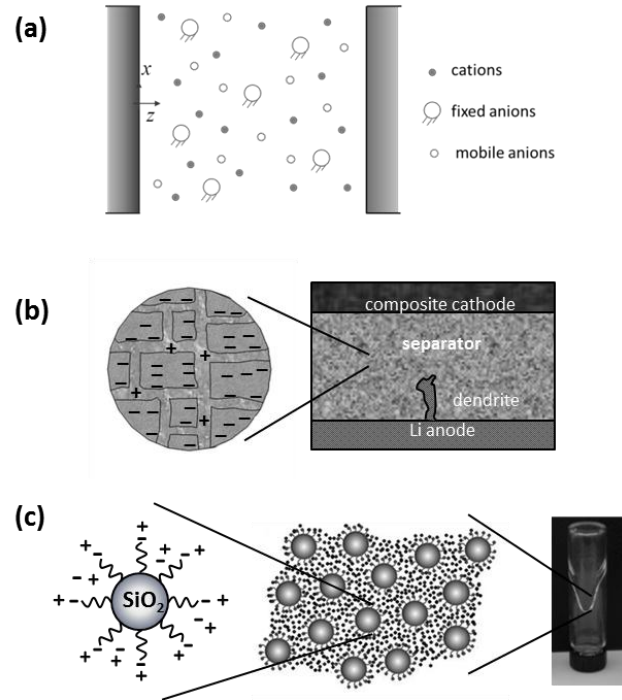 (a)
x
z
cations
fixed anions
mobile anions
(b)
composite cathode
separator
dendrite
Li anode
(c)
SiO₂